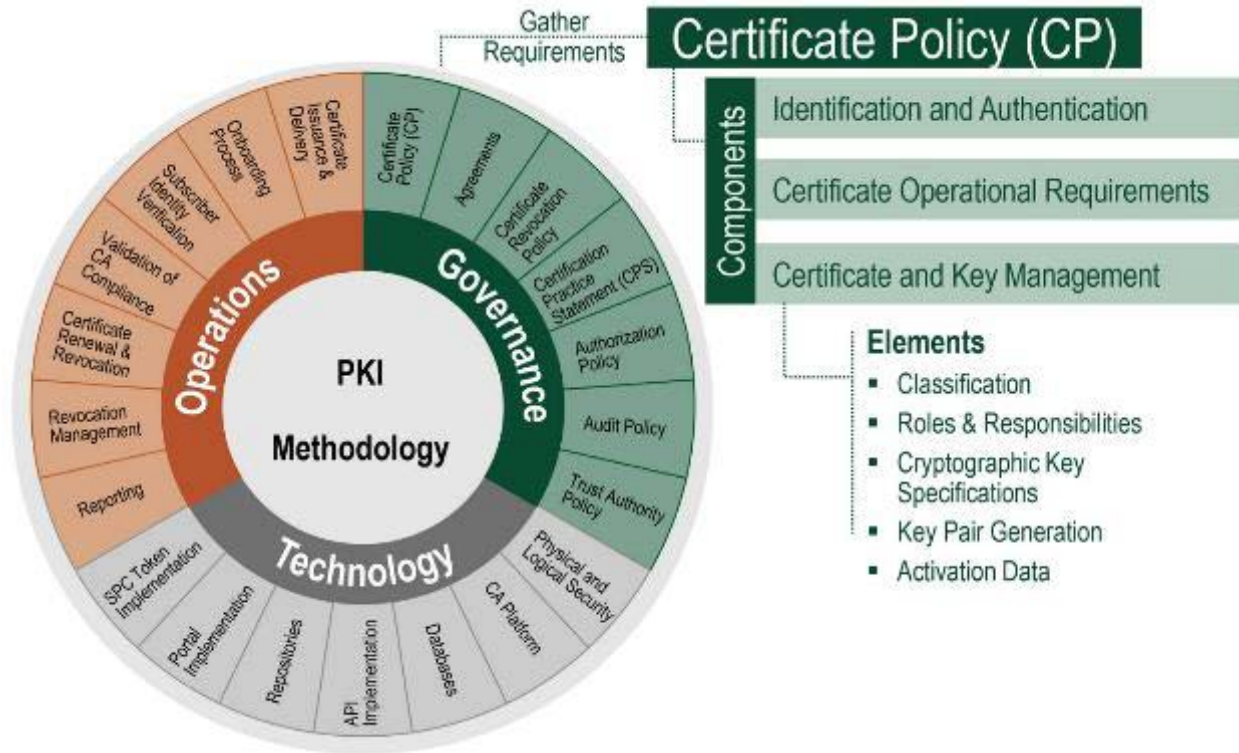 Gather
Requirements
Certificate Policy (CP)
Components
Identification and Authentication
Certificate Operational Requirements
Certificate and Key Management
Elements
▪ Classification
▪ Roles & Responsibilities
▪ Cryptographic Key
Specifications
▪ Key Pair Generation
▪ Activation Data
PKI
Methodology
Governance
Certificate
Policy (CP)
Agreements
Certificate
Revocation
Policy
Certification
Practice
Statement (CPS)
Authorization
Policy
Audit Policy
Trust Authority
Policy
Technology
Physical and
Logical Security
CA Platform
Databases
API
Implementation
Repositories
Portal
Implementation
SPC Token
Implementation
Operations
Reporting
Revocation
Management
Certificate
Renewal &
Revocation
Validation of
CA
Compliance
Subscriber
Identity
Verification
Onboarding
Process
Certificate
issuance &
Delivery